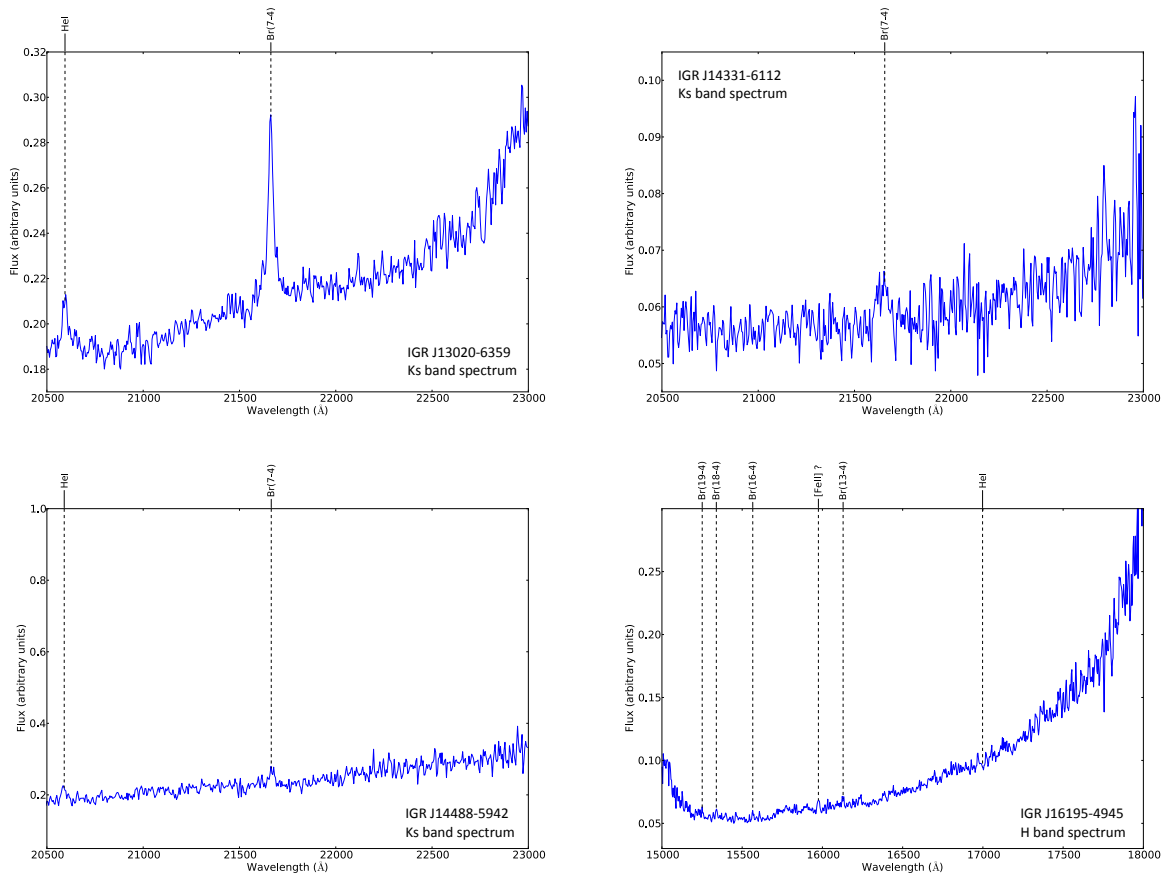 HeI
Br(7-4)
0.32
0.30
0.28
0.26
0.24
0.22
0.20
0.18
Flux (arbitrary units)
IGR J13020-6359
Ks band spectrum
20500 21000 21500 22000 22500 23000
Wavelength (Å)
Br(7-4)
IGR J14331-6112
Ks band spectrum
0.10
0.09
0.08
0.07
0.06
0.05
Flux (arbitrary units)
20500 21000 21500 22000 22500 23000
Wavelength (Å)
HeI
Br(7-4)
1.0
0.8
0.6
0.4
0.2
Flux (arbitrary units)
IGR J14488-5942
Ks band spectrum
20500 21000 21500 22000 22500 23000
Wavelength (Å)
Br(19-4)
Br(18-4)
Br(16-4)
[FeII] ?
Br(13-4)
HeI
0.25
0.20
0.15
0.10
0.05
Flux (arbitrary units)
IGR J16195-4945
H band spectrum
15000 15500 16000 16500 17000 17500 18000
Wavelength (Å)